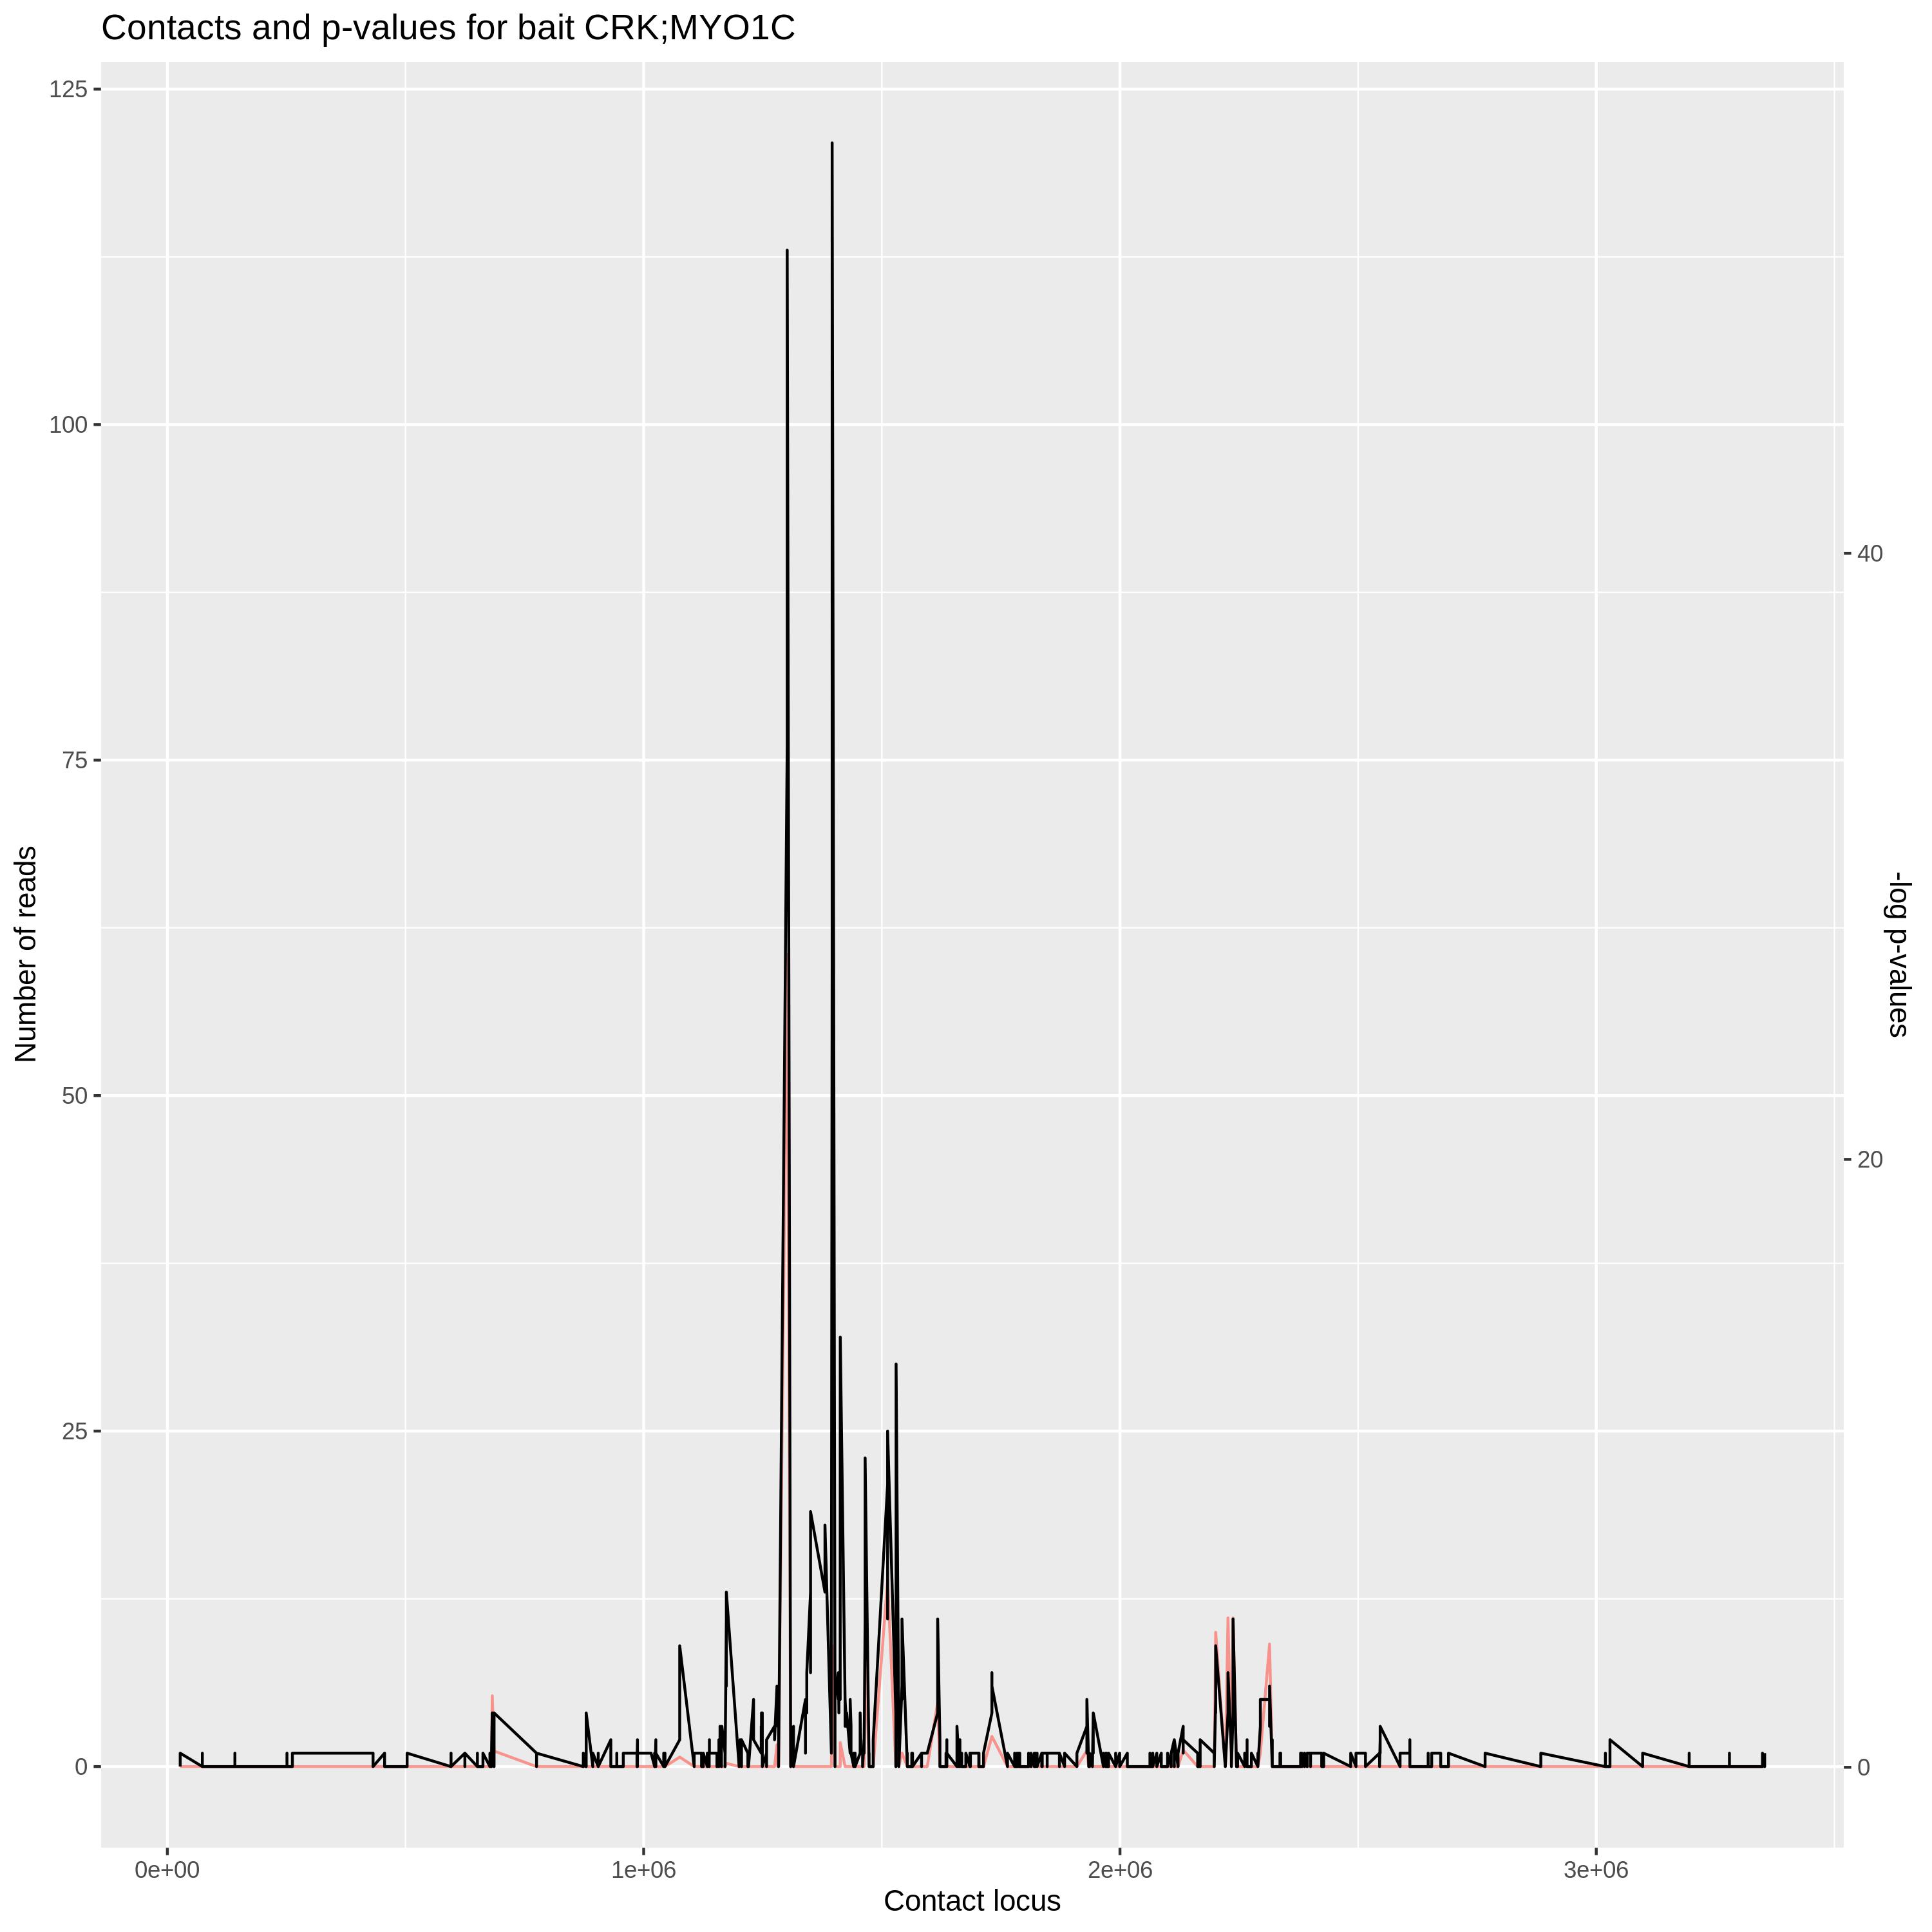 Contacts and p-values for bait CRK;MYO1C
125
100
75
50
25
0
Number of reads
40
20
0
-log p-values
0e+00 1e+06 2e+06 3e+06
Contact locus